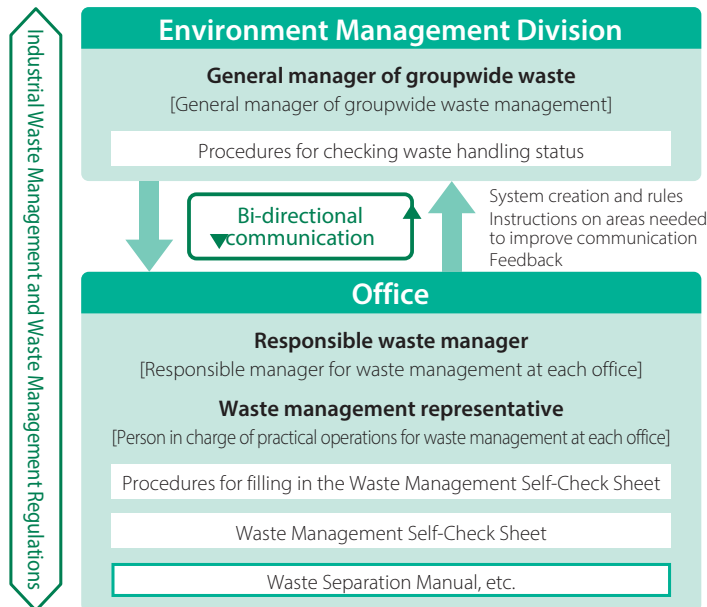 Industrial Waste Management and Waste Management Regulations
Environment Management Division
General manager of groupwide waste
[General manager of groupwide waste management]
Procedures for checking waste handling status
Bi-directional
communication
System creation and rules
Instructions on areas needed
to improve communication
Feedback
Office
Responsible waste manager
[Responsible manager for waste management at each office]
Waste management representative
[Person in charge of practical operations for waste management at each office]
Procedures for filling in the Waste Management Self-Check Sheet
Waste Management Self-Check Sheet
Waste Separation Manual, etc.